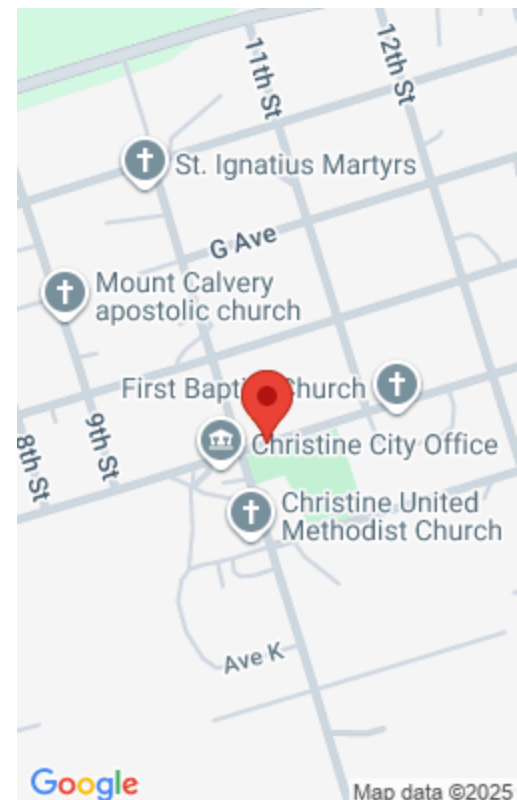 11th St
12th St
St. Ignatius Martyrs
G Ave
Mount Calvery
apostolic church
First Baptist Church
9th St
8th St
Christine City Office
Christine United
Methodist Church
Ave K
Google
Map data ©2025